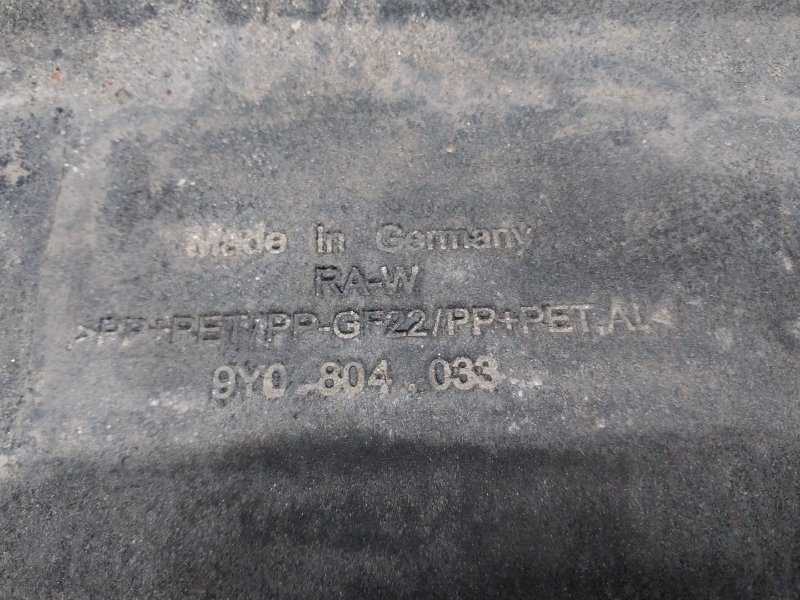 Made In Germany
RA-W
>PP+PET/PP-GF22/PP+PET,AL<
9Y0 804 033